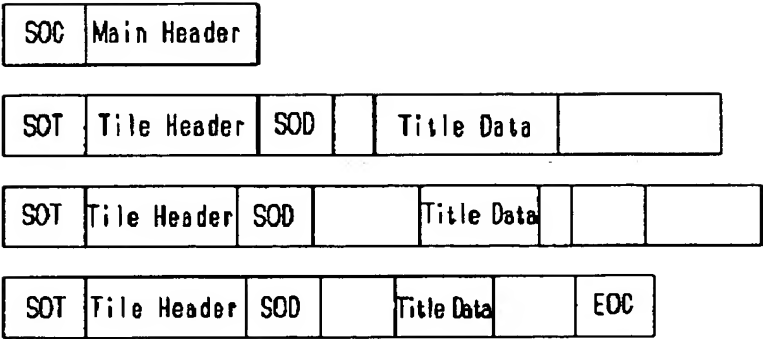 SOC Main Header
SOT Tile Header SOD Title Data
SOT Tile Header SOD Title Data
SOT Tile Header SOD Title Data EOC